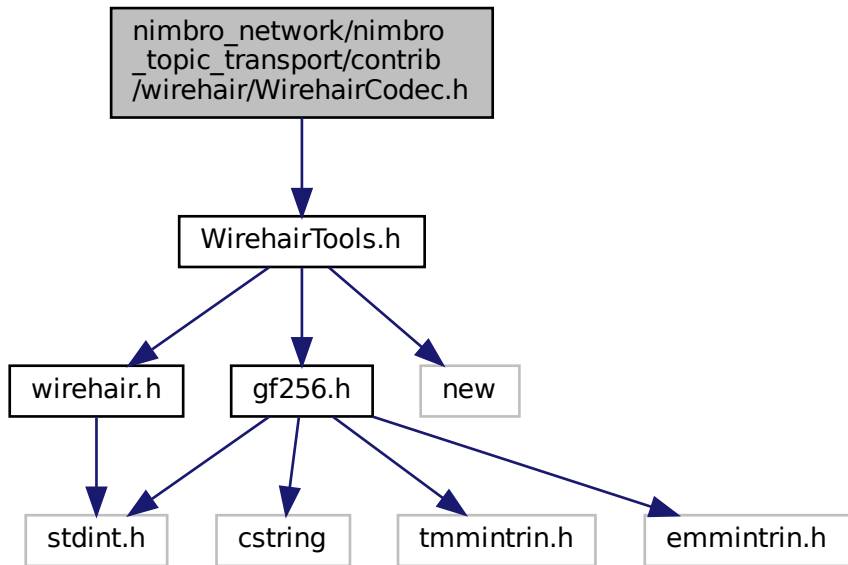 nimbro_network/nimbro
_topic_transport/contrib
/wirehair/WirehairCodec.h
WirehairTools.h
wirehair.h
gf256.h
new
stdint.h
cstring
tmmintrin.h
emmintrin.h